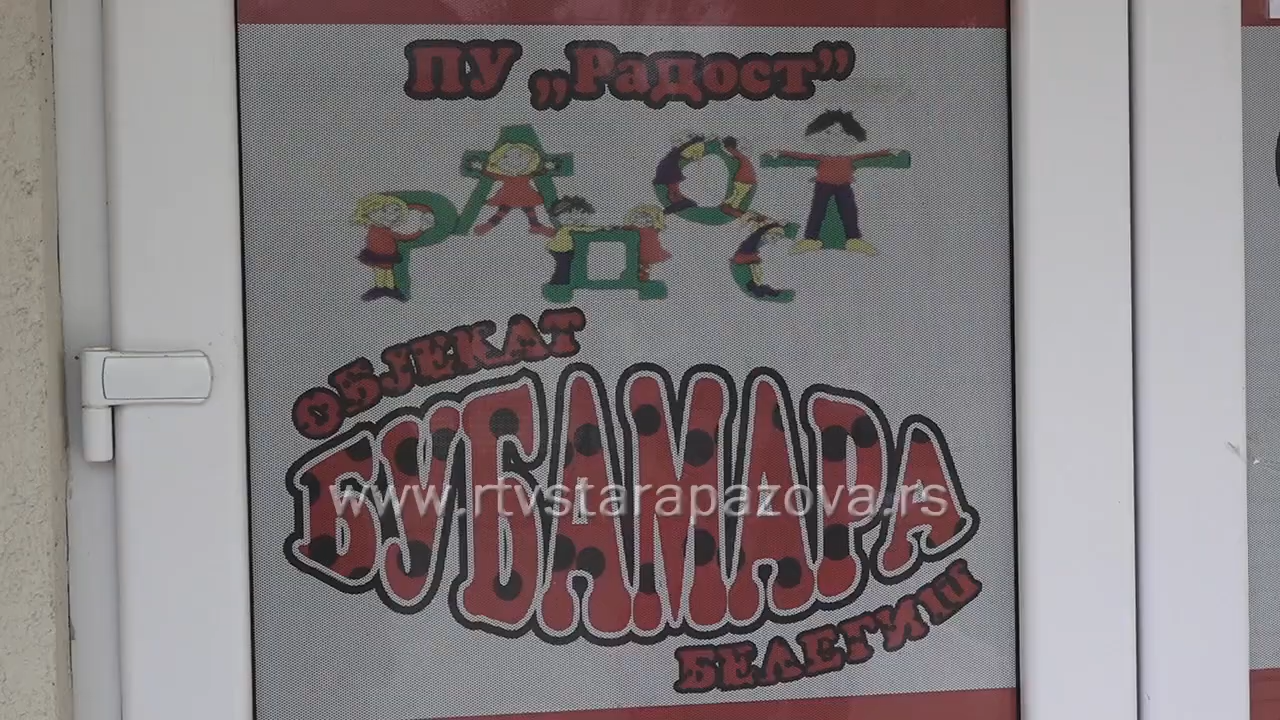 ПУ „Радост”
РАДОСТ
ОБЈЕКАТ
БУБАМАРА
www.rtvstarapazova.rs
БЕЛЕГИШ